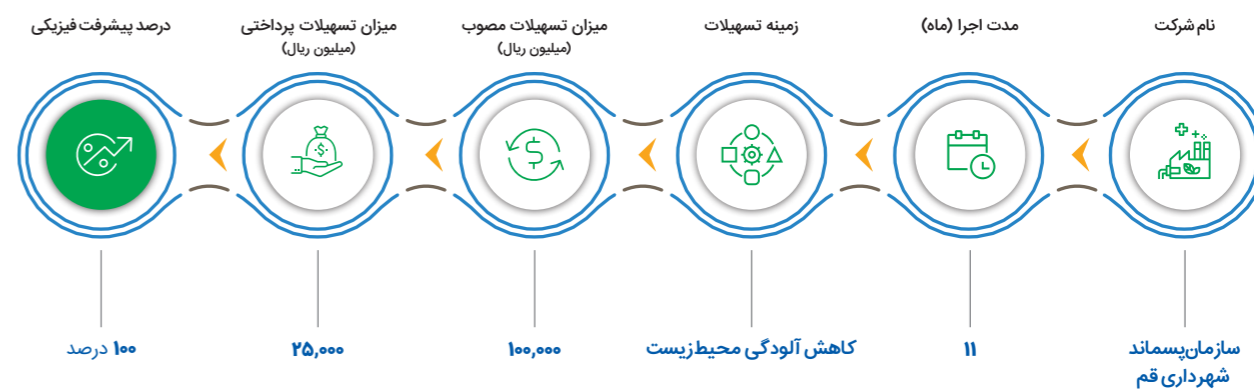 نام شرکت
مدت اجرا (ماه)
زمینه تسهیلات
میزان تسهیلات مصوب
(میلیون ریال)
میزان تسهیلات پرداختی
(میلیون ریال)
درصد پیشرفت فیزیکی
سازمان‌پسماند
شهرداری قم
۱۱
کاهش آلودگی محیط‌زیست
۱۰۰,۰۰۰
۲۵,۰۰۰
۱۰۰ درصد